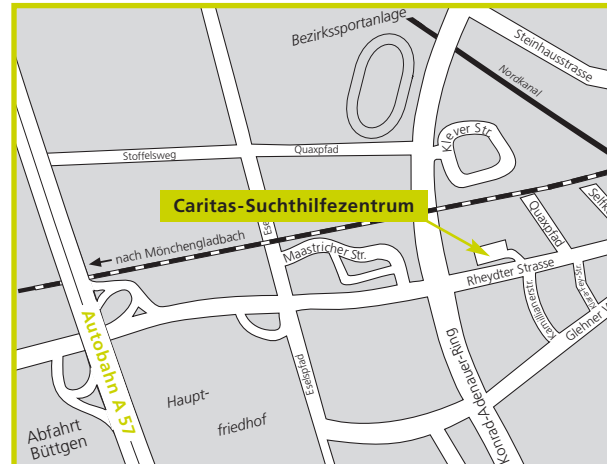 Bezirkssportanlage
Steinhausstrasse
Nordkanal
Klever Str.
Stoffelsweg
Quaxpfad
Caritas-Suchthilfezentrum
Quaxpfad
nach Mönchengladbach
Maastricher Str.
Rheydter Strasse
Kamillianerstr.
Glehner
Autobahn A 57
Eselspfad
Konrad-Adenauer-Ring
Haupt-
friedhof
Abfahrt
Büttgen